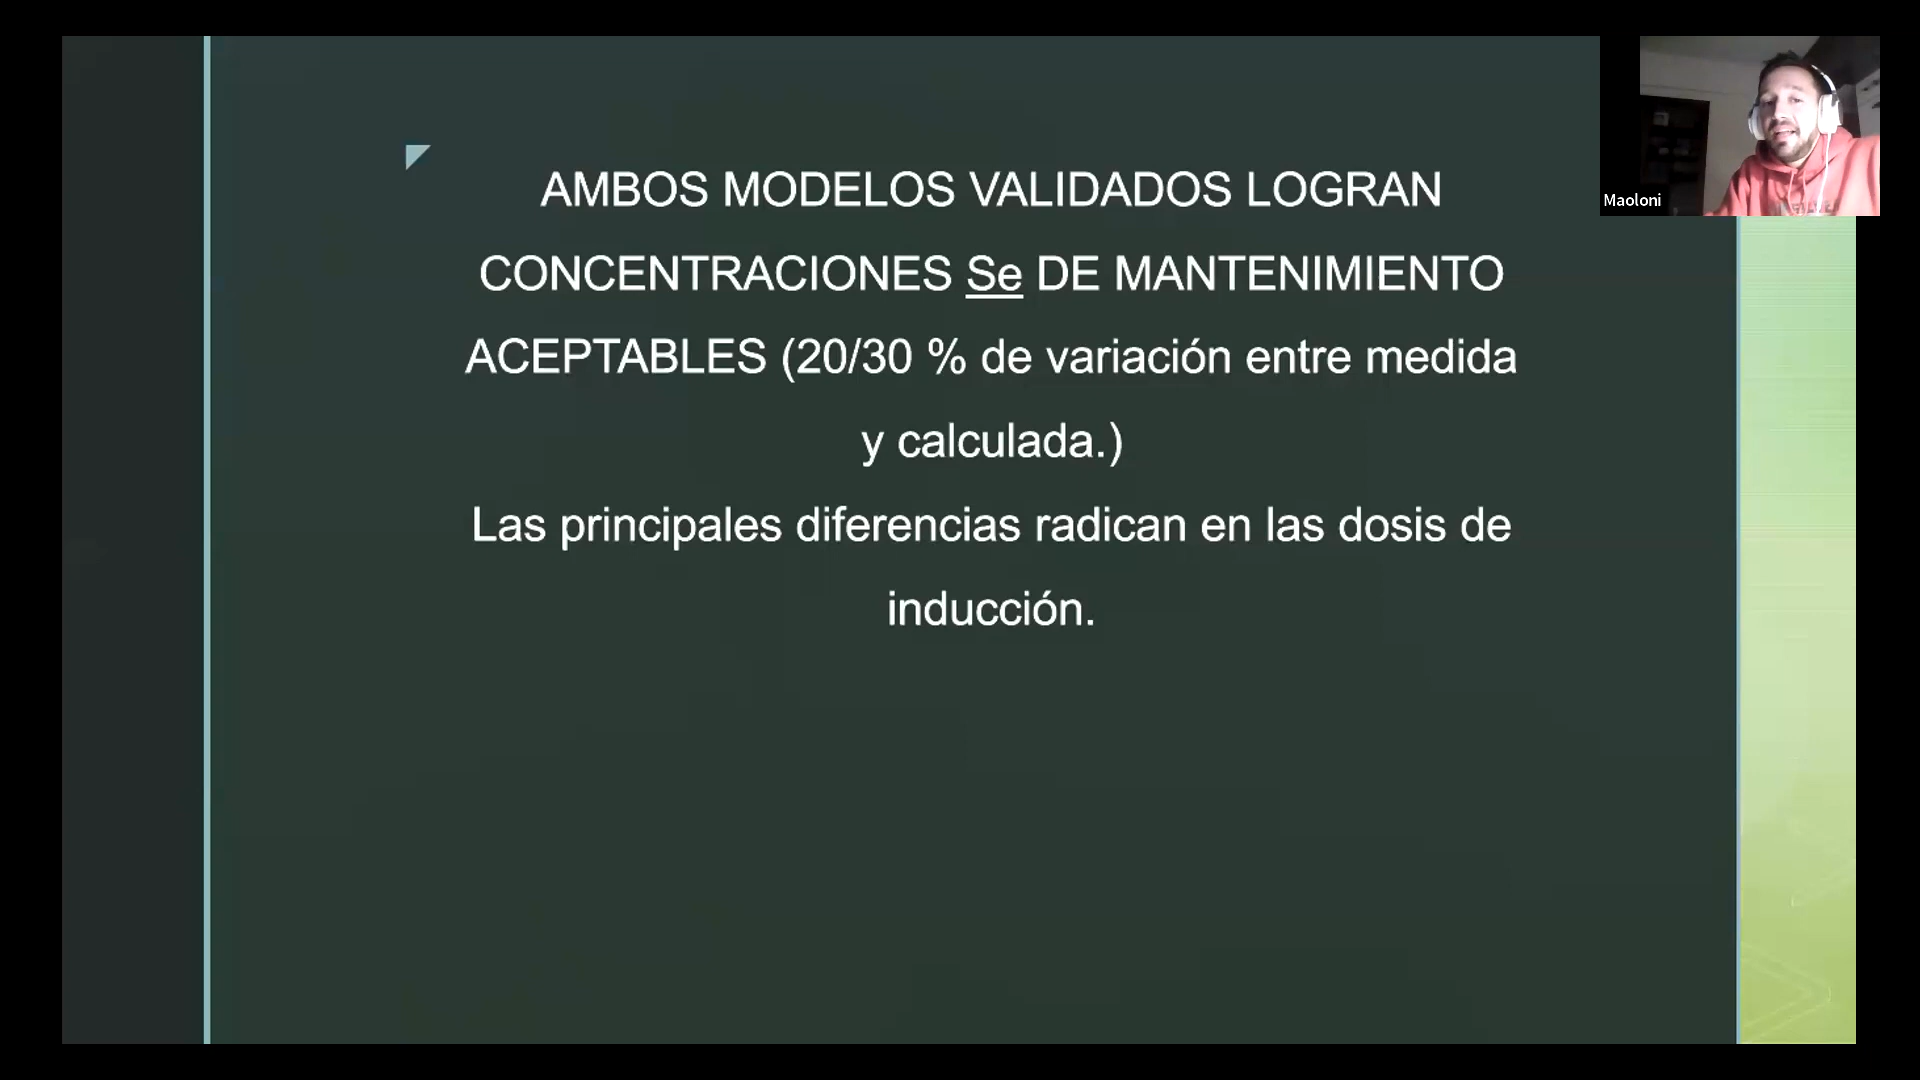 AMBOS MODELOS VALIDADOS LOGRAN
CONCENTRACIONES Se DE MANTENIMIENTO
ACEPTABLES (20/30 % de variación entre medida
y calculada.)
Las principales diferencias radican en las dosis de
inducción.
Maoloni